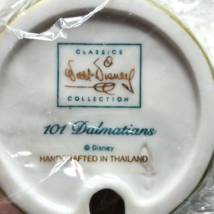 CLASSICS
Walt Disney
COLLECTION
101 Dalmatians
© Disney
HANDCRAFTED IN THAILAND